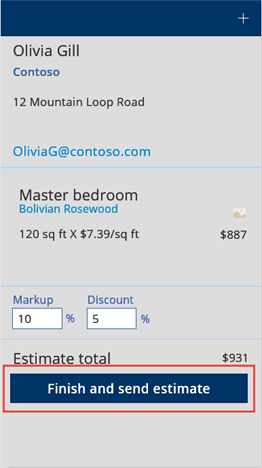 +
Olivia Gill
Contoso
12 Mountain Loop Road
OliviaG@contoso.com
Master bedroom
Bolivian Rosewood
120 sq ft X $7.39/sq ft $887
Markup Discount
10 % 5 %
Estimate total $931
Finish and send estimate